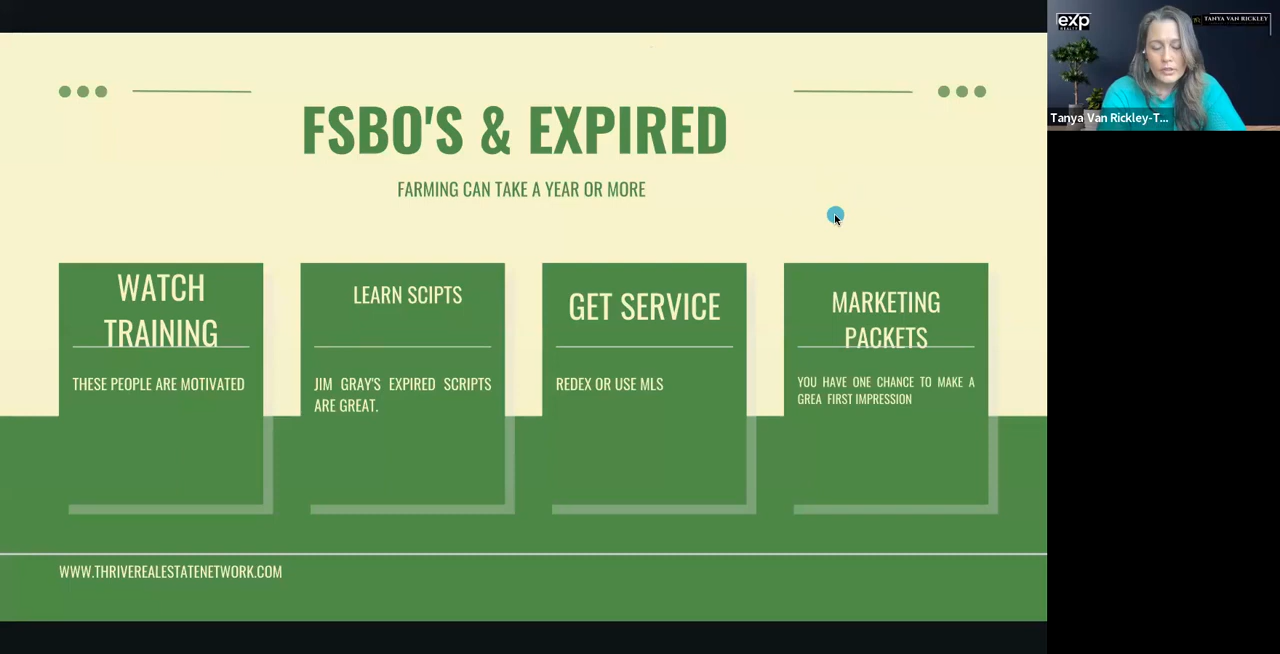 FSBO'S & EXPIRED
FARMING CAN TAKE A YEAR OR MORE
WATCH
TRAINING
THESE PEOPLE ARE MOTIVATED
LEARN SCIPTS
JIM GRAY'S EXPIRED SCRIPTS
ARE GREAT.
GET SERVICE
REDEX OR USE MLS
MARKETING
PACKETS
YOU HAVE ONE CHANCE TO MAKE A
GREA FIRST IMPRESSION
WWW.THRIVEREALESTATENETWORK.COM
exp
REALTY
TANYA VAN RICKLEY
Tanya Van Rickley-T...